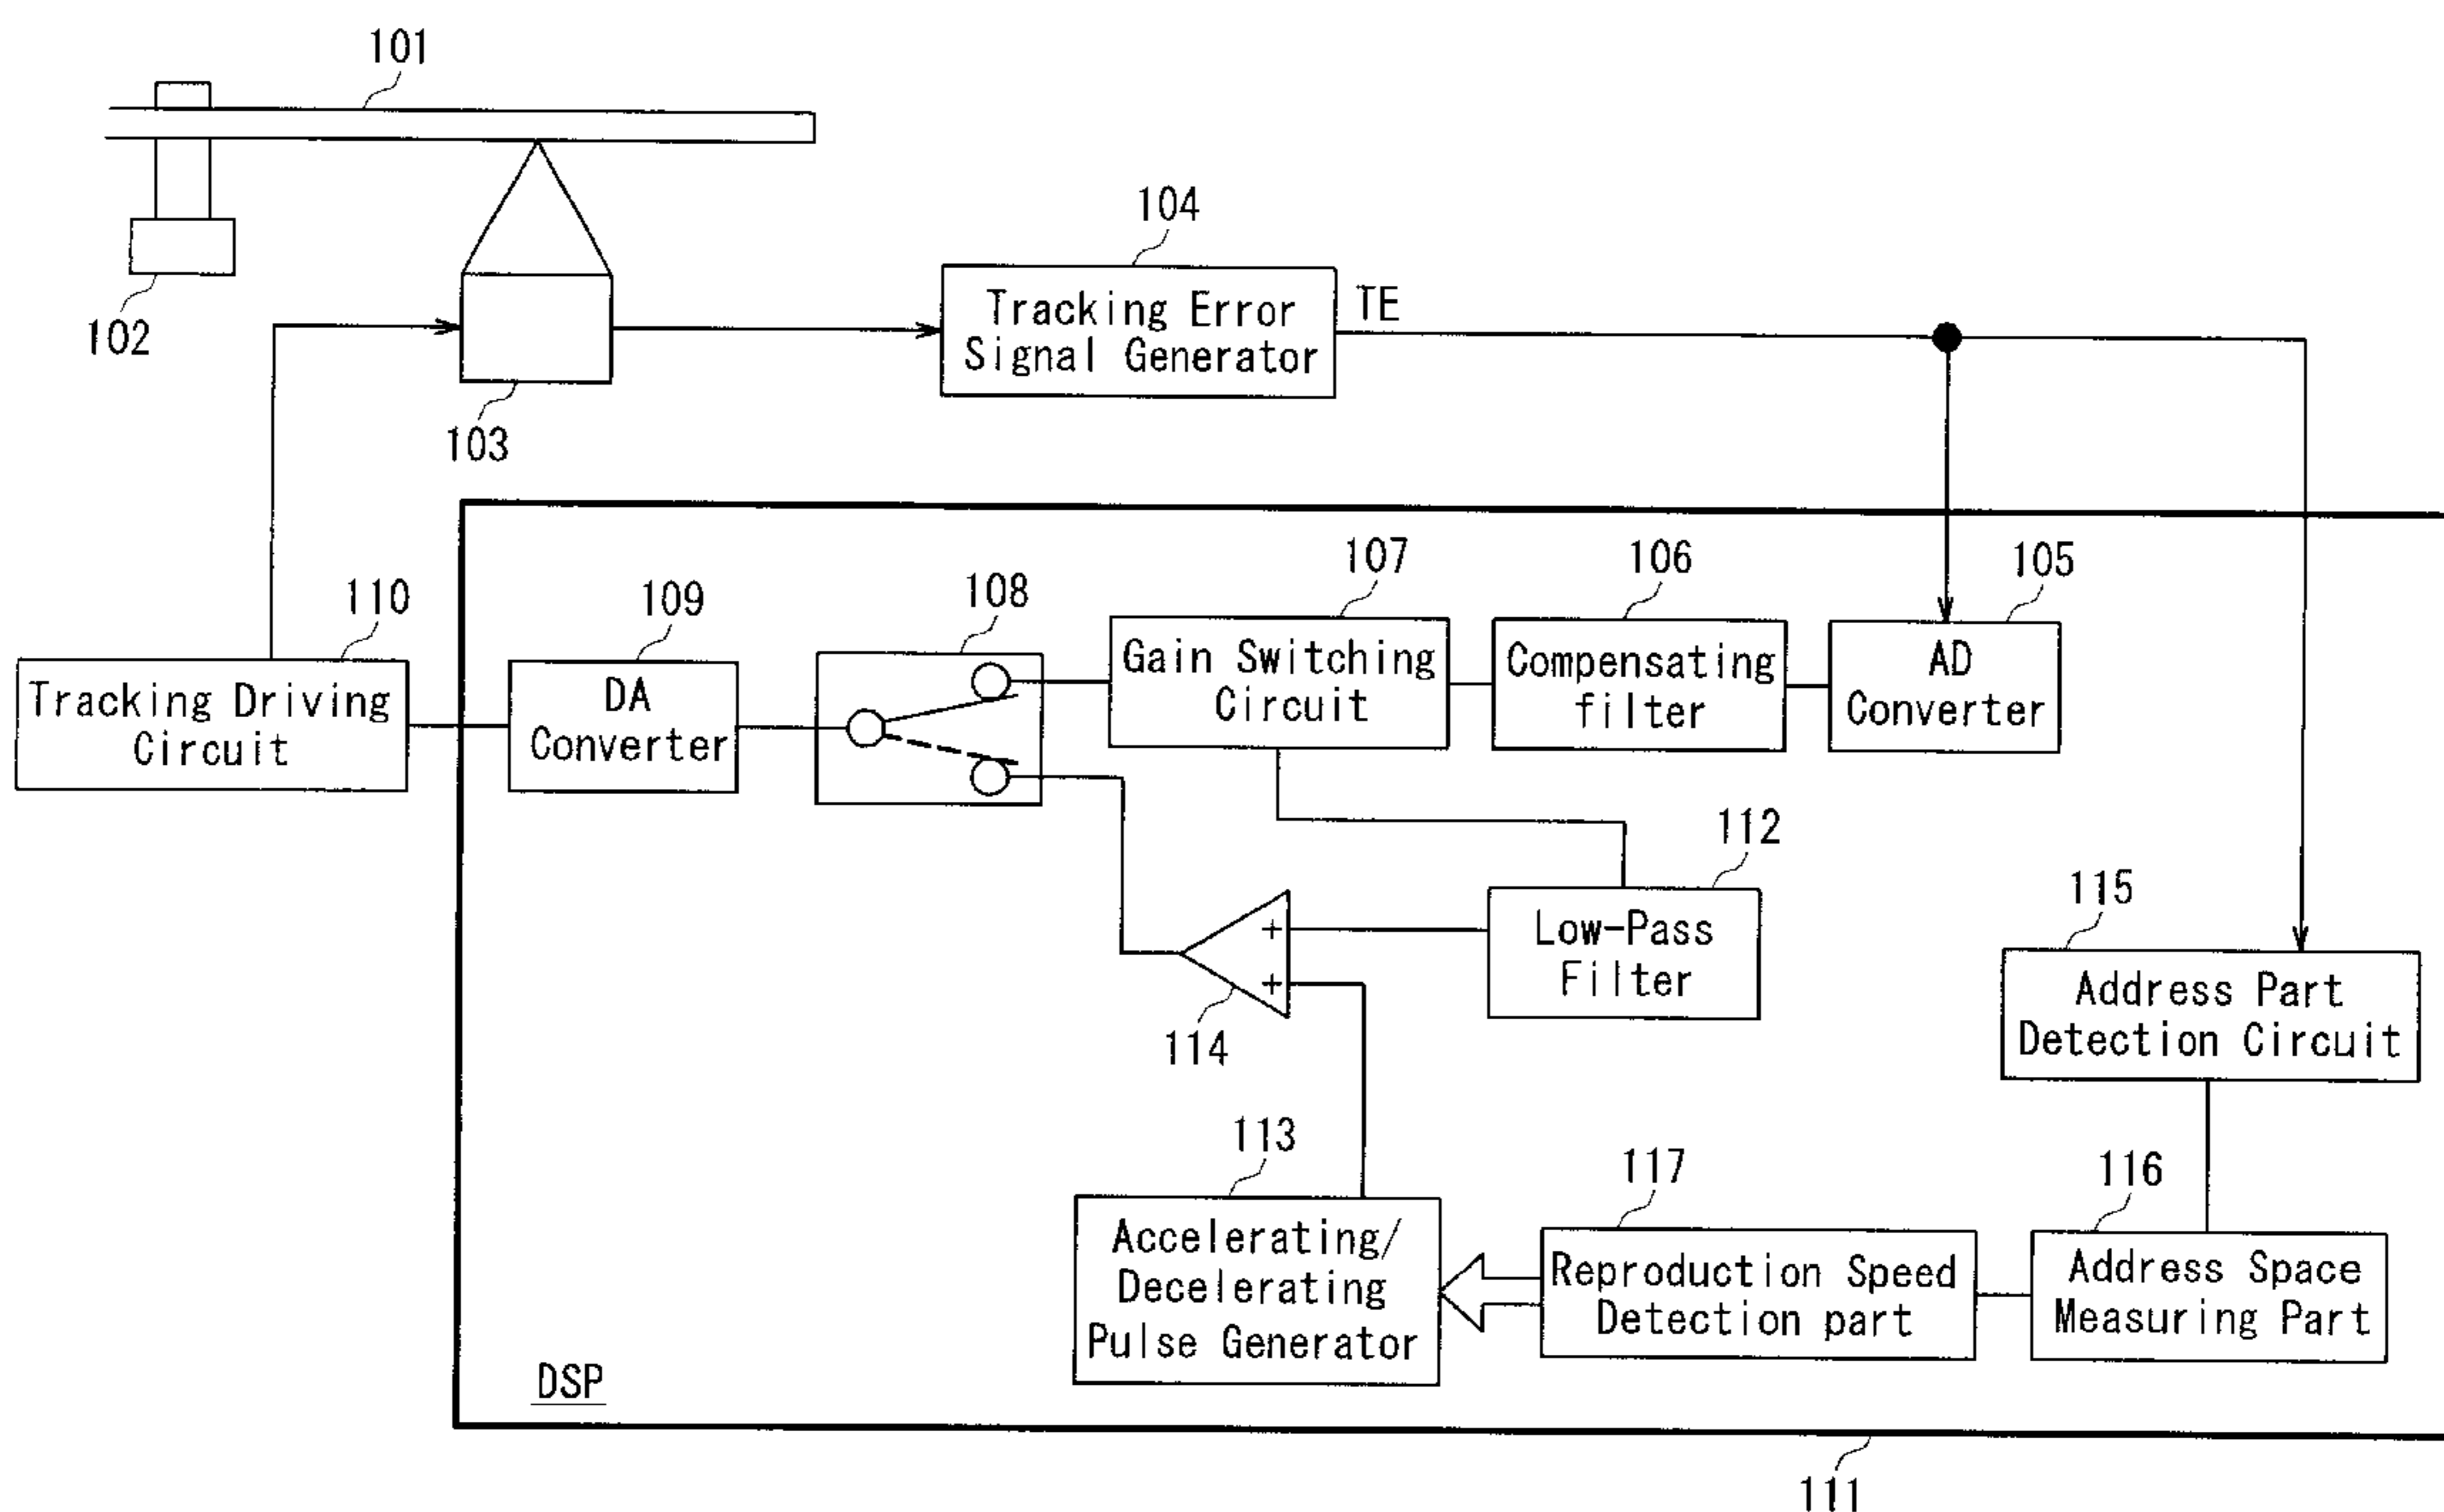 101
104
Tracking Error
Signal Generator
TE
102
103
110
Tracking Driving
Circuit
109
DA
Converter
108
107
Gain Switching
Circuit
106
Compensating
filter
105
AD
Converter
112
Low-Pass
Filter
+
+
114
115
Address Part
Detection Circuit
113
Accelerating/
Decelerating
Pulse Generator
117
Reproduction Speed
Detection part
116
Address Space
Measuring Part
DSP
111